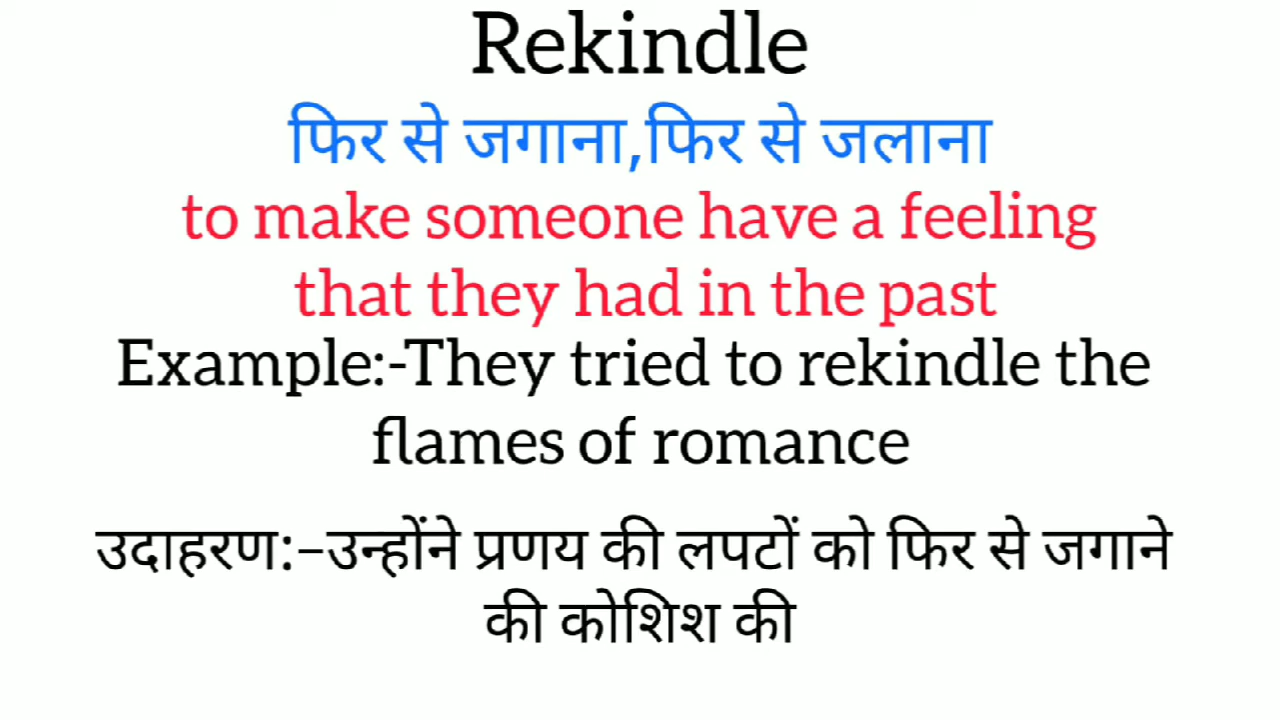 Rekindle
फिर से जगाना,फिर से जलाना
to make someone have a feeling
that they had in the past
Example:-They tried to rekindle the
flames of romance
उदाहरण:–उन्होंने प्रणय की लपटों को फिर से जगाने
की कोशिश की